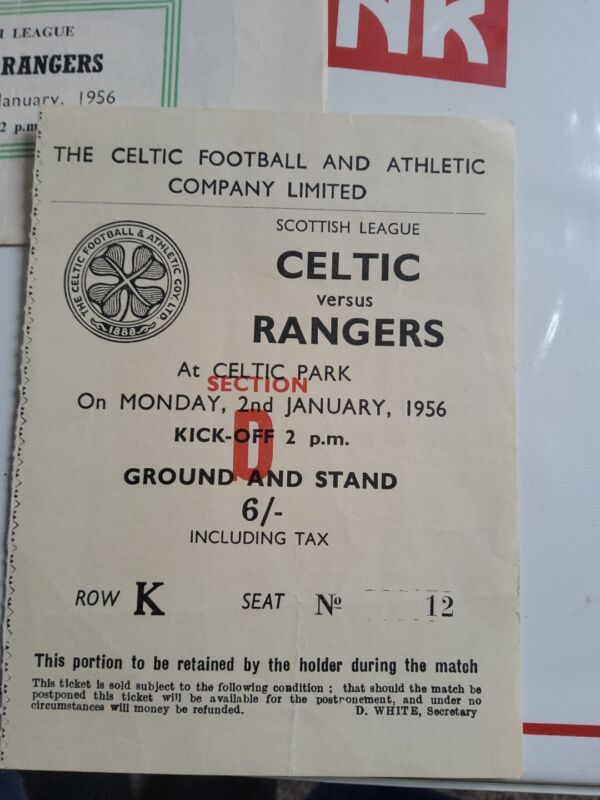 H LEAGUE
RANGERS
January, 1956
2 p.m
NK
THE CELTIC FOOTBALL AND ATHLETIC
COMPANY LIMITED
THE CELTIC FOOTBALL & ATHLETIC COY LTD
1888
SCOTTISH LEAGUE
CELTIC
versus
RANGERS
At CELTIC PARK
SECTION
On MONDAY, 2nd JANUARY, 1956
KICK-OFF 2 p.m.
D
GROUND AND STAND
6/-
INCLUDING TAX
ROW K SEAT Nº 12
This portion to be retained by the holder during the match
This ticket is sold subject to the following condition ; that should the match be
postponed this ticket will be available for the postponement, and under no
circumstances will money be refunded. D. WHITE, Secretary